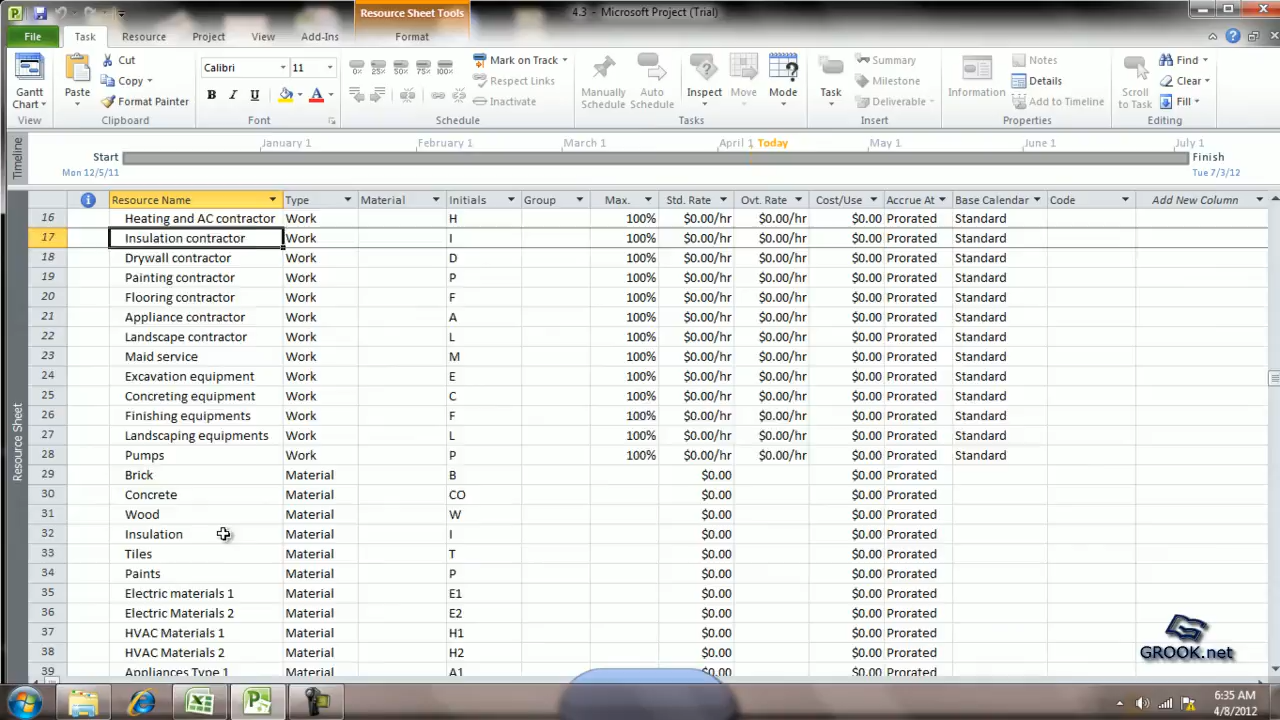 Resource Sheet Tools
4.3 - Microsoft Project (Trial)
File Task Resource Project View Add-Ins Format
Cut Calibri 11 Mark on Track Summary Notes Find
Copy Respect Links Milestone Details Clear
Format Painter Inactivate Deliverable Add to Timeline Fill
Gantt Chart Paste Manually Schedule Auto Schedule Inspect Move Mode Task Information Scroll to Task
View Clipboard Font Schedule Tasks Insert Properties Editing
Timeline
January 1 February 1 March 1 April 1 Today May 1 June 1 July 1
Start Finish
Mon 12/5/11 Tue 7/3/12
Resource Name Type Material Initials Group Max. Std. Rate Ovt. Rate Cost/Use Accrue At Base Calendar Code Add New Column
16 Heating and AC contractor Work H 100% $0.00/hr $0.00/hr $0.00 Prorated Standard
17 Insulation contractor Work I 100% $0.00/hr $0.00/hr $0.00 Prorated Standard
18 Drywall contractor Work D 100% $0.00/hr $0.00/hr $0.00 Prorated Standard
19 Painting contractor Work P 100% $0.00/hr $0.00/hr $0.00 Prorated Standard
20 Flooring contractor Work F 100% $0.00/hr $0.00/hr $0.00 Prorated Standard
21 Appliance contractor Work A 100% $0.00/hr $0.00/hr $0.00 Prorated Standard
22 Landscape contractor Work L 100% $0.00/hr $0.00/hr $0.00 Prorated Standard
23 Maid service Work M 100% $0.00/hr $0.00/hr $0.00 Prorated Standard
24 Excavation equipment Work E 100% $0.00/hr $0.00/hr $0.00 Prorated Standard
25 Concreting equipment Work C 100% $0.00/hr $0.00/hr $0.00 Prorated Standard
26 Finishing equipments Work F 100% $0.00/hr $0.00/hr $0.00 Prorated Standard
27 Landscaping equipments Work L 100% $0.00/hr $0.00/hr $0.00 Prorated Standard
28 Pumps Work P 100% $0.00/hr $0.00/hr $0.00 Prorated Standard
29 Brick Material B $0.00 $0.00 Prorated
30 Concrete Material CO $0.00 $0.00 Prorated
31 Wood Material W $0.00 $0.00 Prorated
32 Insulation Material I $0.00 $0.00 Prorated
33 Tiles Material T $0.00 $0.00 Prorated
34 Paints Material P $0.00 $0.00 Prorated
35 Electric materials 1 Material E1 $0.00 $0.00 Prorated
36 Electric Materials 2 Material E2 $0.00 $0.00 Prorated
37 HVAC Materials 1 Material H1 $0.00 $0.00 Prorated
38 HVAC Materials 2 Material H2 $0.00 $0.00 Prorated
39 Appliances Type 1 Material A1 $0.00 $0.00 Prorated
Resource Sheet
GROOK.net
6:35 AM
4/8/2012